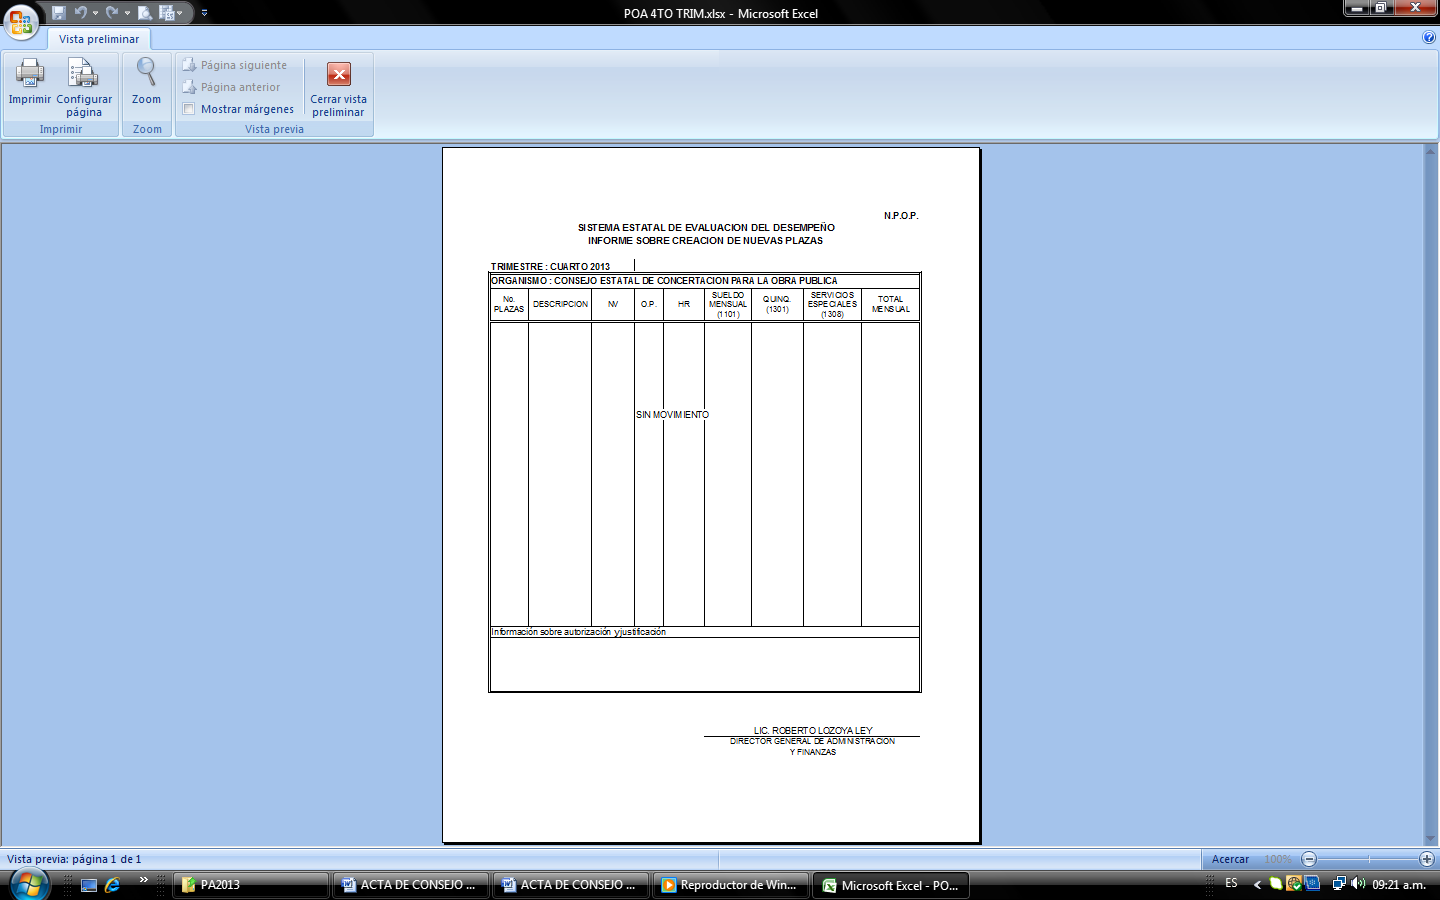 POA 4TO TRIM.xlsx - Microsoft Excel
Vista preliminar
Imprimir
Configurar página
Zoom
Página siguiente
Página anterior
Mostrar márgenes
Cerrar vista preliminar
Imprimir
Zoom
Vista previa
N.P.O.P.
SISTEMA ESTATAL DE EVALUACION DEL DESEMPEÑO
INFORME SOBRE CREACION DE NUEVAS PLAZAS
TRIMESTRE : CUARTO 2013
ORGANISMO : CONSEJO ESTATAL DE CONCERTACION PARA LA OBRA PUBLICA
No. PLAZAS
DESCRIPCION
NV
O.P.
HR
SUELDO MENSUAL (1101)
QUINQ. (1301)
SERVICIOS ESPECIALES (1308)
TOTAL MENSUAL
SIN MOVIMIENTO
Información sobre autorización y justificación
LIC. ROBERTO LOZOYA LEY
DIRECTOR GENERAL DE ADMINISTRACION
Y FINANZAS
Vista previa: página 1 de 1
Acercar 100%
PA2013
ACTA DE CONSEJO ...
ACTA DE CONSEJO ...
Reproductor de Win...
Microsoft Excel - PO...
ES
09:21 a.m.